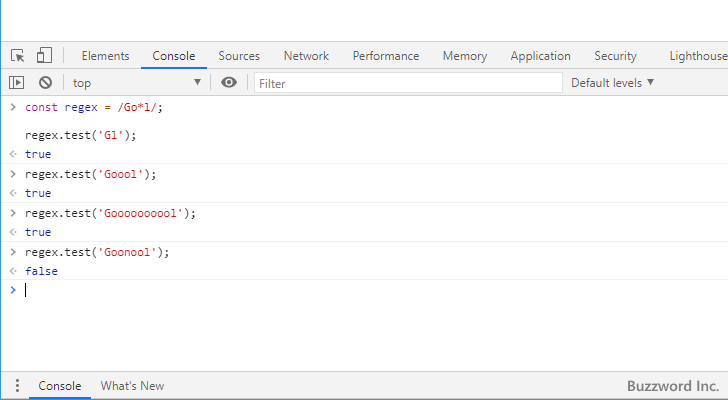 Elements Console Sources Network Performance Memory Application Security Lighthouse
top ▼ Filter Default levels ▼
> const regex = /Go*l/;
regex.test('Gl');
<· true
> regex.test('Goool');
<· true
> regex.test('Gooooooool');
<· true
> regex.test('Goonool');
<· false
>
Console What's New Buzzword Inc.